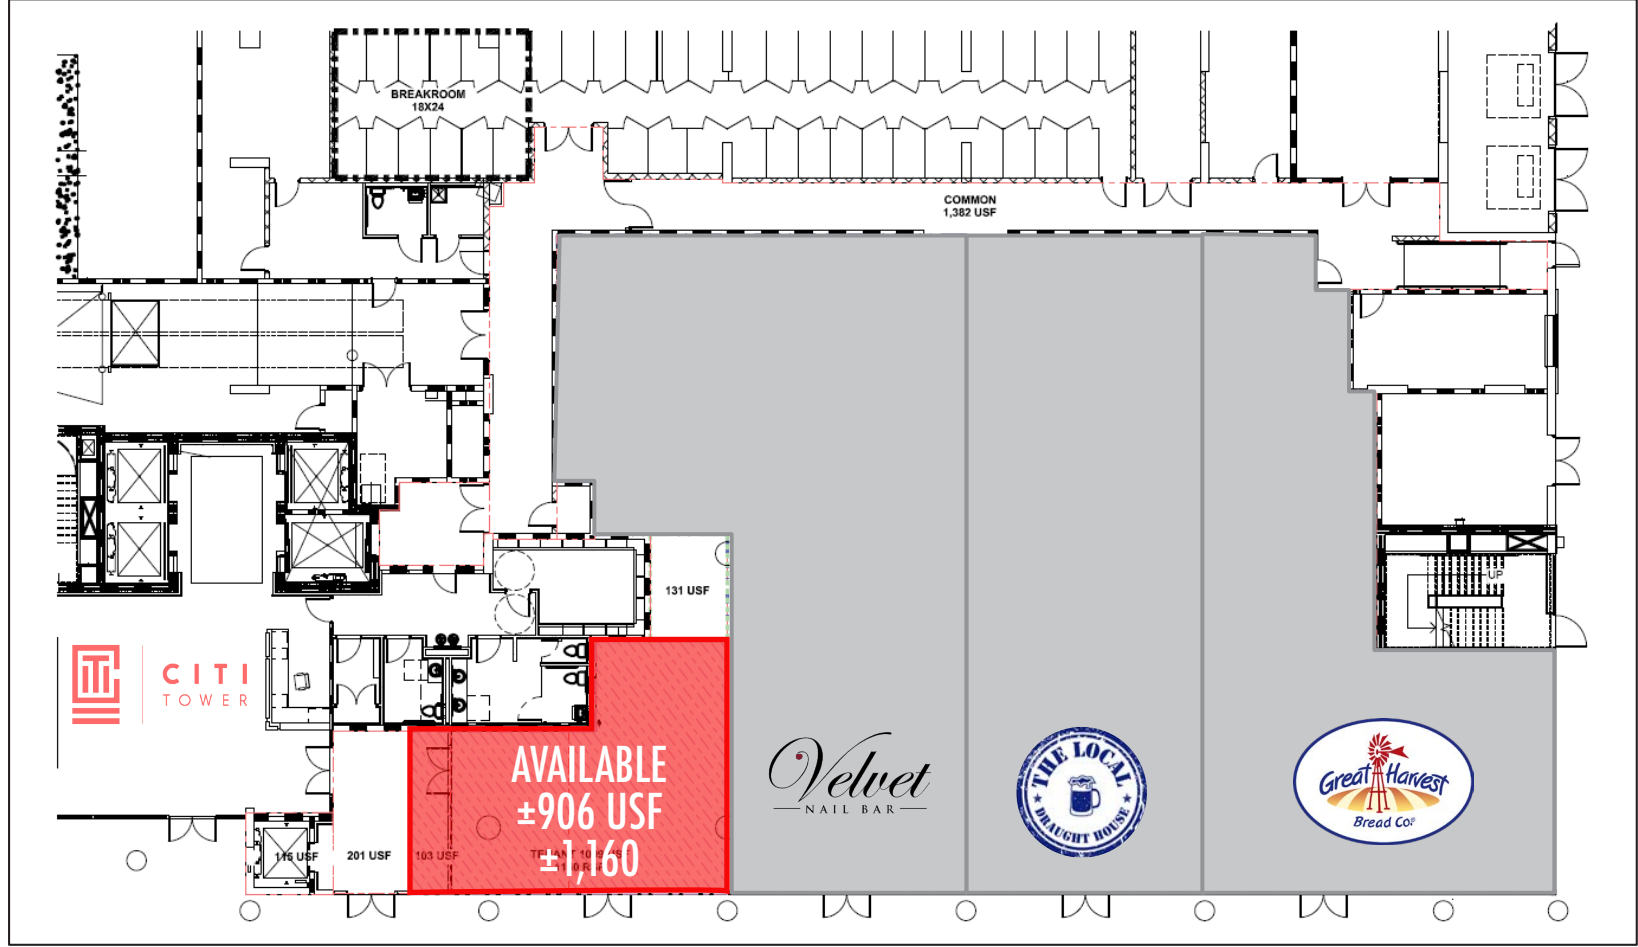 BREAKROOM
18X24
COMMON
1,382 USF
UP
131 USF
CITI
TOWER
AVAILABLE
±906 USF
±1,160
Velvet
NAIL BAR
THE LOCAL
DRAUGHT HOUSE
Great Harvest
Bread Co.
115 USF
201 USF
103 USF